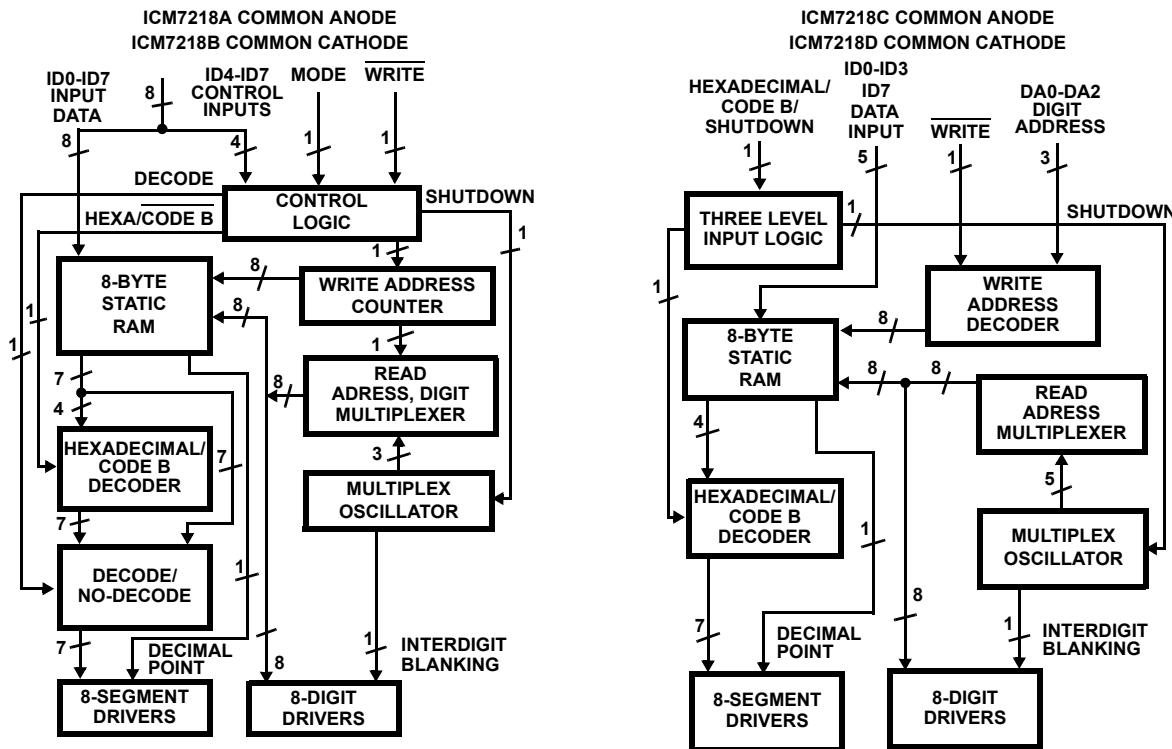 ICM7218A COMMON ANODE
ICM7218B COMMON CATHODE
ID0-ID7
INPUT
DATA
8
ID4-ID7
CONTROL
INPUTS
MODE
WRITE
8
4
1
1
DECODE
HEXA/CODE B
CONTROL
LOGIC
SHUTDOWN
1
1
8-BYTE
STATIC
RAM
8
WRITE ADDRESS
COUNTER
8
1
1
1
7
8
READ
ADRESS, DIGIT
MULTIPLEXER
4
HEXADECIMAL/
CODE B
DECODER
7
3
MULTIPLEX
OSCILLATOR
7
DECODE/
NO-DECODE
1
7
DECIMAL
POINT
8
1
INTERDIGIT
BLANKING
8-SEGMENT
DRIVERS
8-DIGIT
DRIVERS
ICM7218C COMMON ANODE
ICM7218D COMMON CATHODE
HEXADECIMAL/
CODE B/
SHUTDOWN
ID0-ID3
ID7
DATA
INPUT
WRITE
DA0-DA2
DIGIT
ADDRESS
1
5
1
3
THREE LEVEL
INPUT LOGIC
1
SHUTDOWN
1
WRITE
ADDRESS
DECODER
8
8-BYTE
STATIC
RAM
8
8
READ
ADRESS
MULTIPLEXER
4
5
HEXADECIMAL/
CODE B
DECODER
1
MULTIPLEX
OSCILLATOR
7
8
1
DECIMAL
POINT
INTERDIGIT
BLANKING
8-SEGMENT
DRIVERS
8-DIGIT
DRIVERS